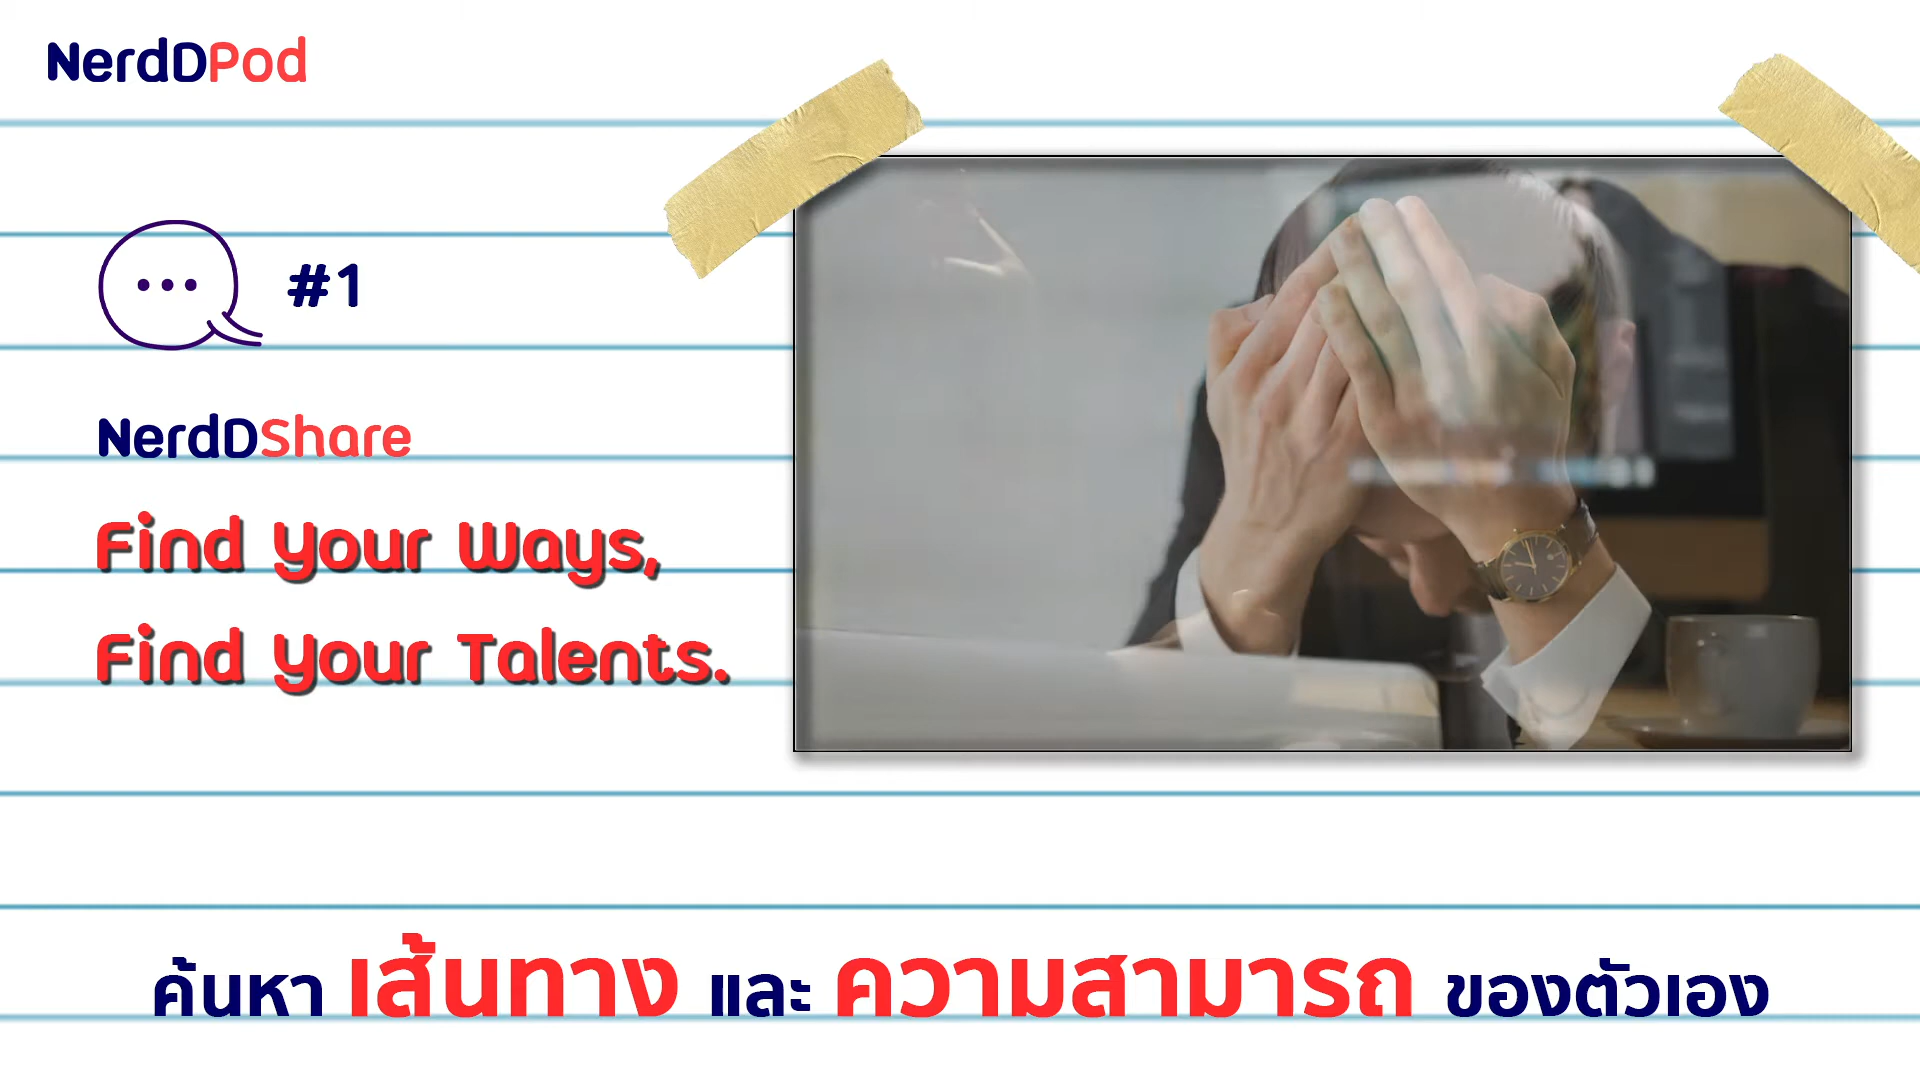 NerdDPod
#1
NerdDShare
Find Your Ways,
Find Your Talents.
ค้นหา เส้นทาง และ ความสามารถ ของตัวเอง